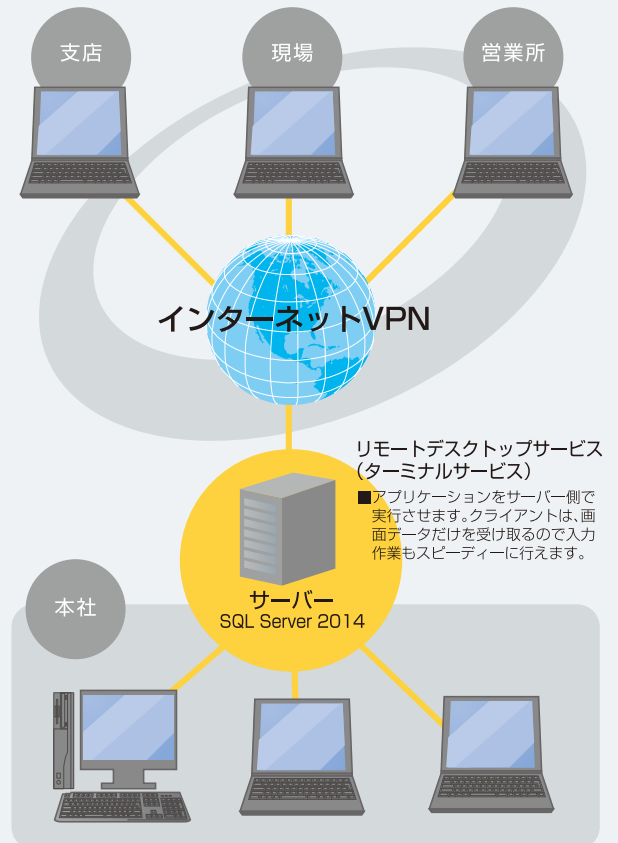 支店
現場
営業所
インターネットVPN
リモートデスクトップサービス
（ターミナルサービス）
■アプリケーションをサーバー側で
実行させます。クライアントは、画
面データだけを受け取るので入力
作業もスピーディーに行えます。
サーバー
SQL Server 2014
本社